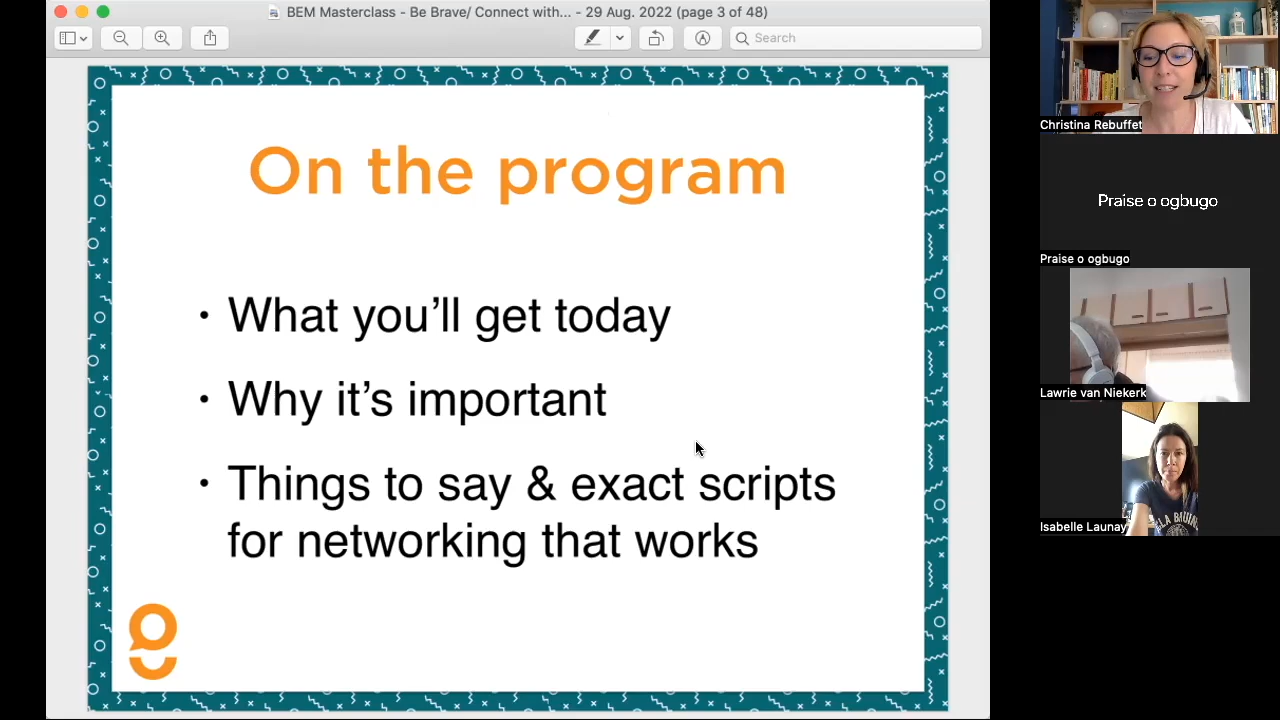 BEM Masterclass - Be Brave/ Connect with... - 29 Aug. 2022 (page 3 of 48)
Search
On the program
• What you’ll get today
• Why it’s important
• Things to say & exact scripts
for networking that works
Christina Rebuffet
Praise o ogbugo
Praise o ogbugo
Lawrie van Niekerk
Isabelle Launay
LA BRUIN